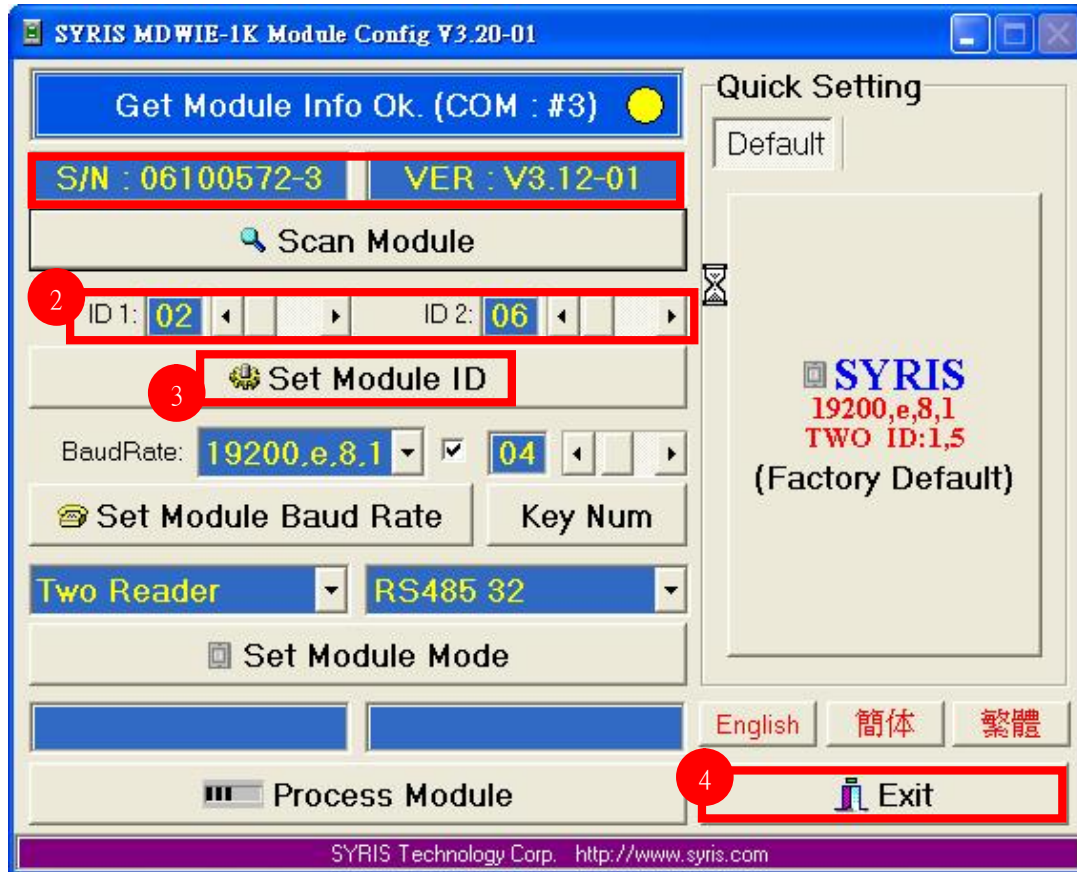 SYRIS MDWIE-1K Module Config V3.20-01
Get Module Info Ok. (COM : #3)
S/N : 06100572-3 VER : V3.12-01
Scan Module
2
ID 1: 02 ID 2: 06
3
Set Module ID
BaudRate: 19200,e,8,1 04
Set Module Baud Rate Key Num
Two Reader RS485 32
Set Module Mode
Process Module
Quick Setting
Default
SYRIS
19200,e,8,1
TWO ID:1,5
(Factory Default)
English 簡体 繁體
4
Exit
SYRIS Technology Corp. http://www.syris.com